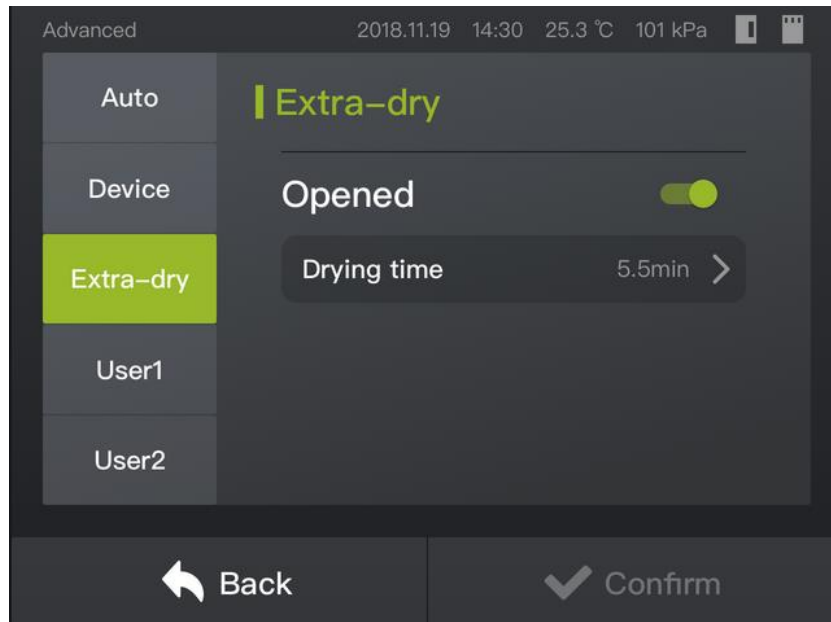 Advanced 2018.11.19 14:30 25.3 ℃ 101 kPa
Auto
Device
Extra-dry
User1
User2
Extra-dry
Opened
Drying time 5.5min
Back
Confirm